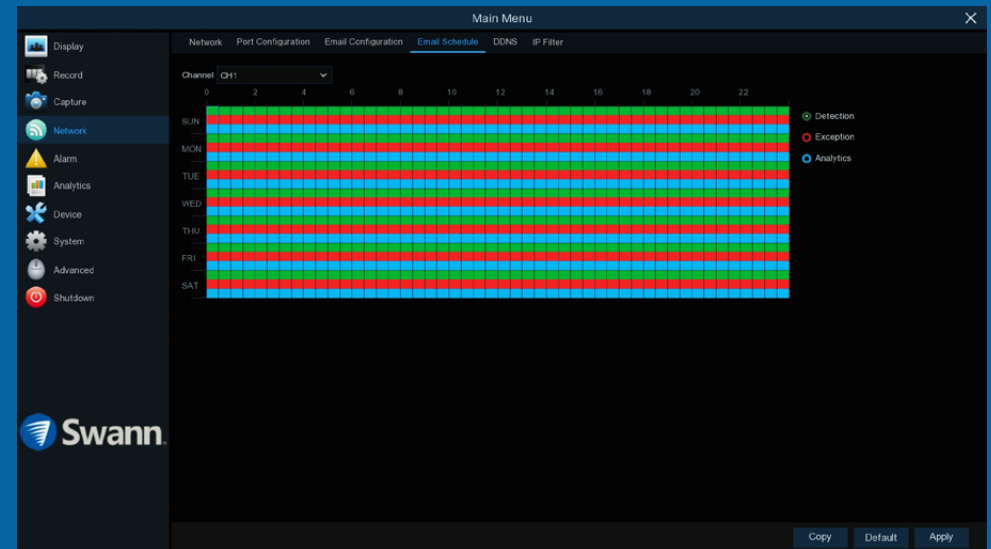 Main Menu
Display
Record
Capture
Network
Alarm
Analytics
Device
System
Advanced
Shutdown
Swann
Network Port Configuration Email Configuration Email Schedule DDNS IP Filter
Channel CH1
0 2 4 6 8 10 12 14 16 18 20 22
SUN
MON
TUE
WED
THU
FRI
SAT
Detection
Exception
Analytics
Copy Default Apply